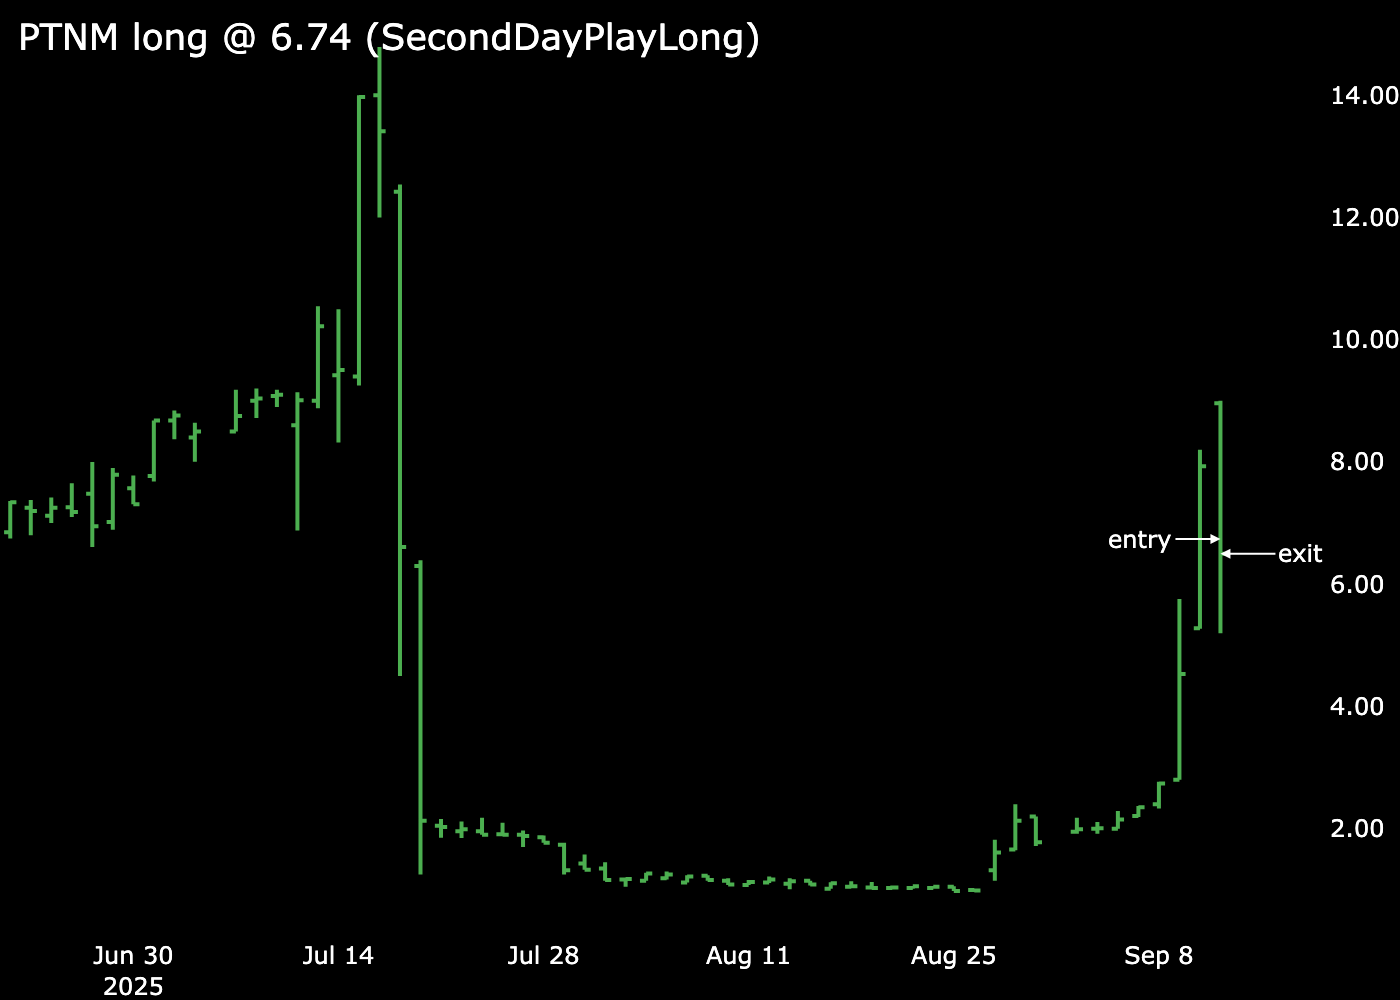 PTNM long @ 6.74 (SecondDayPlayLong)
14.00
12.00
10.00
8.00
entry
exit
6.00
4.00
2.00
Jun 30
2025
Jul 14
Jul 28
Aug 11
Aug 25
Sep 8